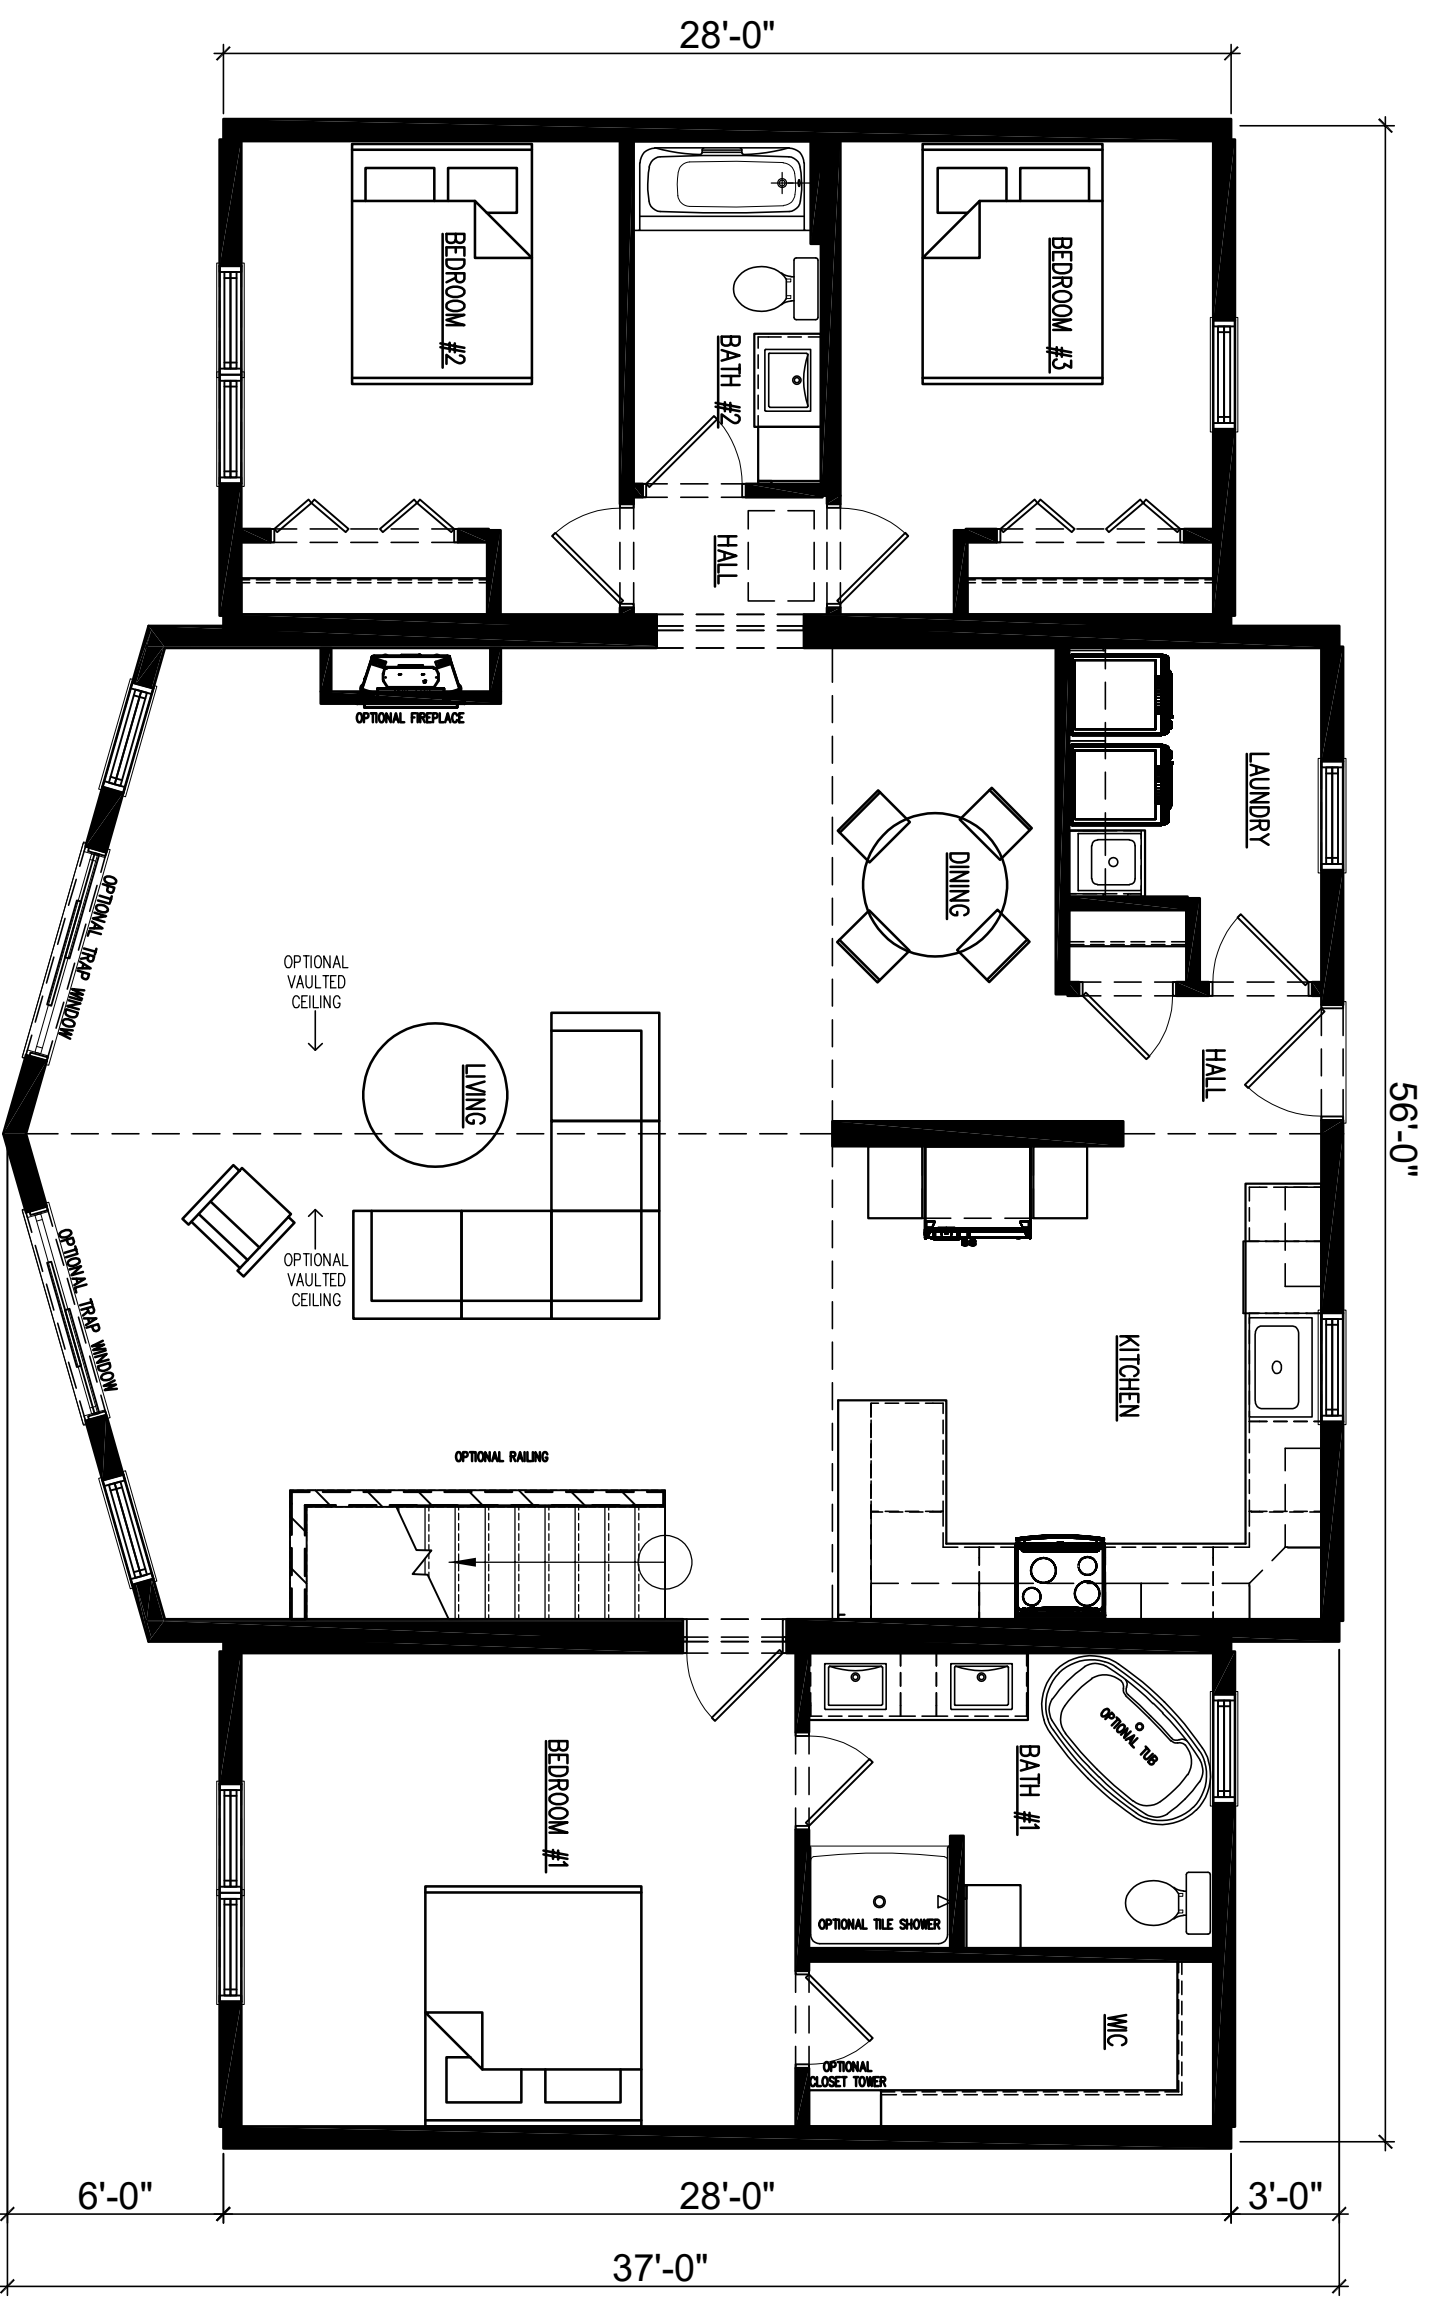 28'-0"
BEDROOM #2
BATH #2
BEDROOM #3
HALL
OPTIONAL FIREPLACE
LAUNDRY
DINING
OPTIONAL TRAP WINDOW
OPTIONAL
VAULTED
CEILING
LIVING
HALL
56'-0"
OPTIONAL TRAP WINDOW
OPTIONAL
VAULTED
CEILING
KITCHEN
OPTIONAL RAILING
BEDROOM #1
BATH #1
OPTIONAL TUB
OPTIONAL TILE SHOWER
WIC
OPTIONAL
CLOSET TOWER
6'-0"
28'-0"
3'-0"
37'-0"